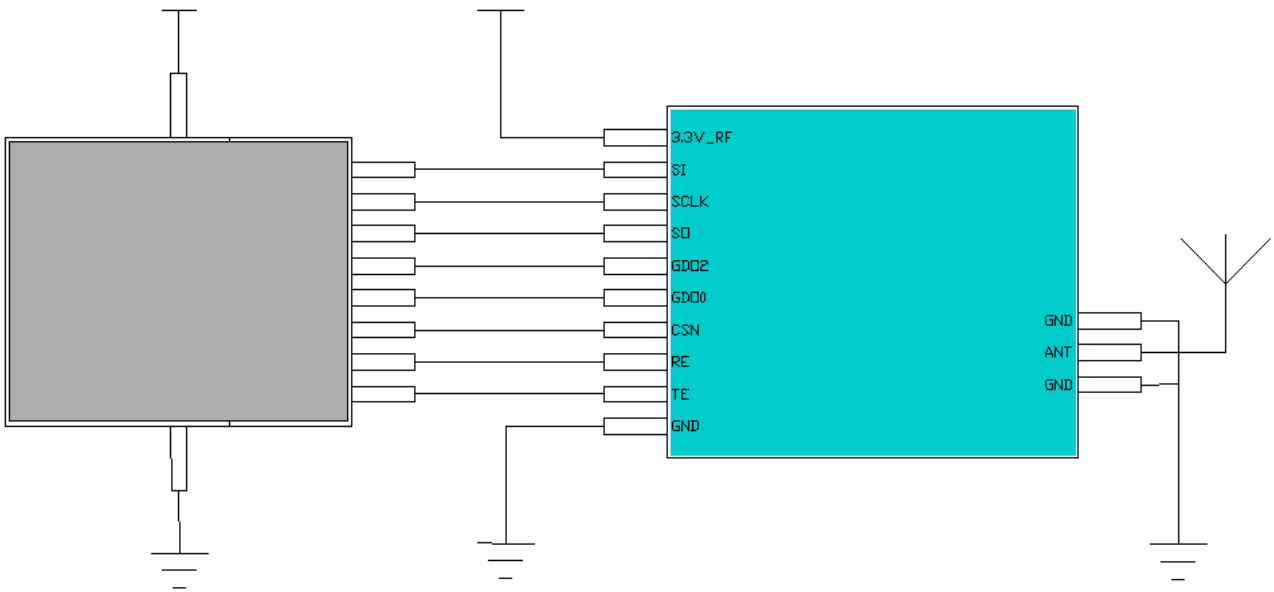 3.3V_RF
SI
SCLK
SO
GDO2
GDO0
CSN
RE
TE
GND
GND
ANT
GND